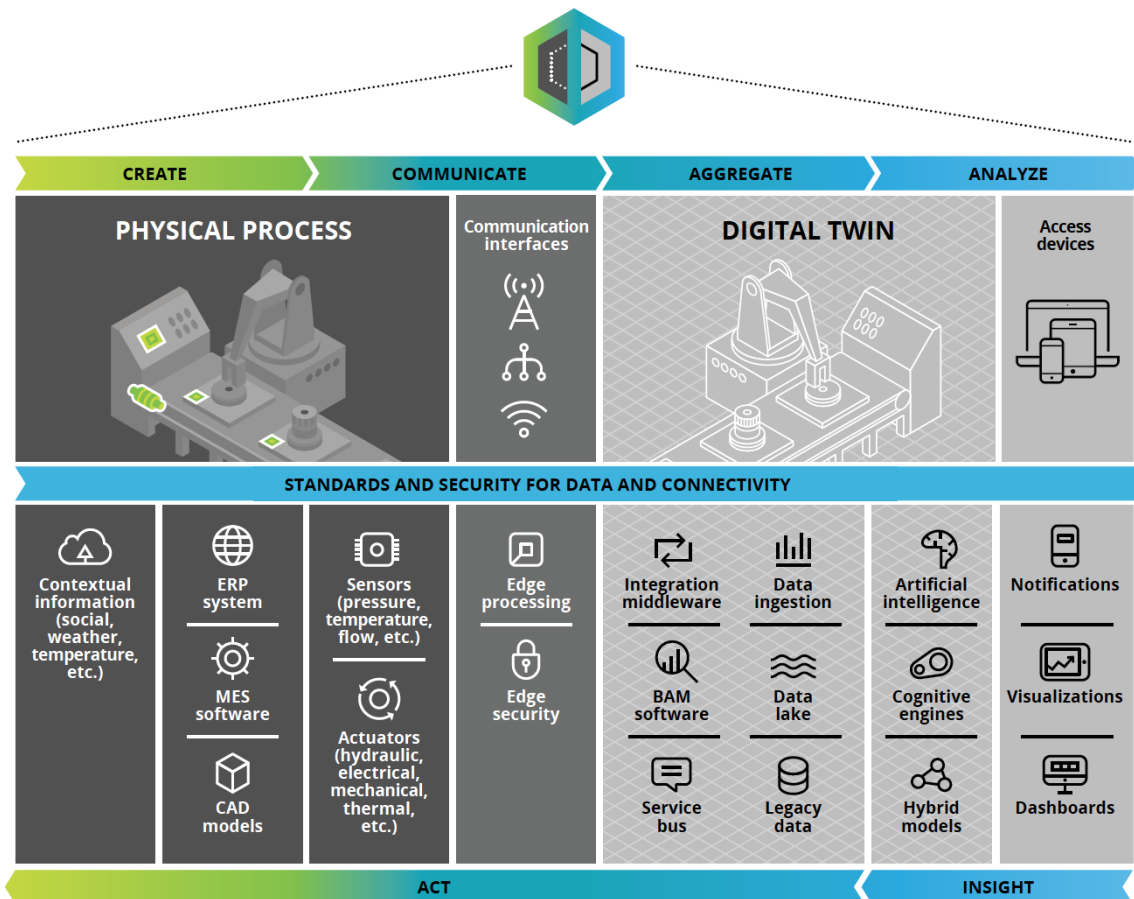 CREATE
COMMUNICATE
AGGREGATE
ANALYZE
PHYSICAL PROCESS
Communication
interfaces
DIGITAL TWIN
Access
devices
STANDARDS AND SECURITY FOR DATA AND CONNECTIVITY
Contextual
information
(social,
weather,
temperature,
etc.)
ERP
system
MES
software
CAD
models
Sensors
(pressure,
temperature,
flow, etc.)
Actuators
(hydraulic,
electrical,
mechanical,
thermal,
etc.)
Edge
processing
Edge
security
Integration
middleware
BAM
software
Service
bus
Data
ingestion
Data
lake
Legacy
data
Artificial
intelligence
Cognitive
engines
Hybrid
models
Notifications
Visualizations
Dashboards
ACT
INSIGHT